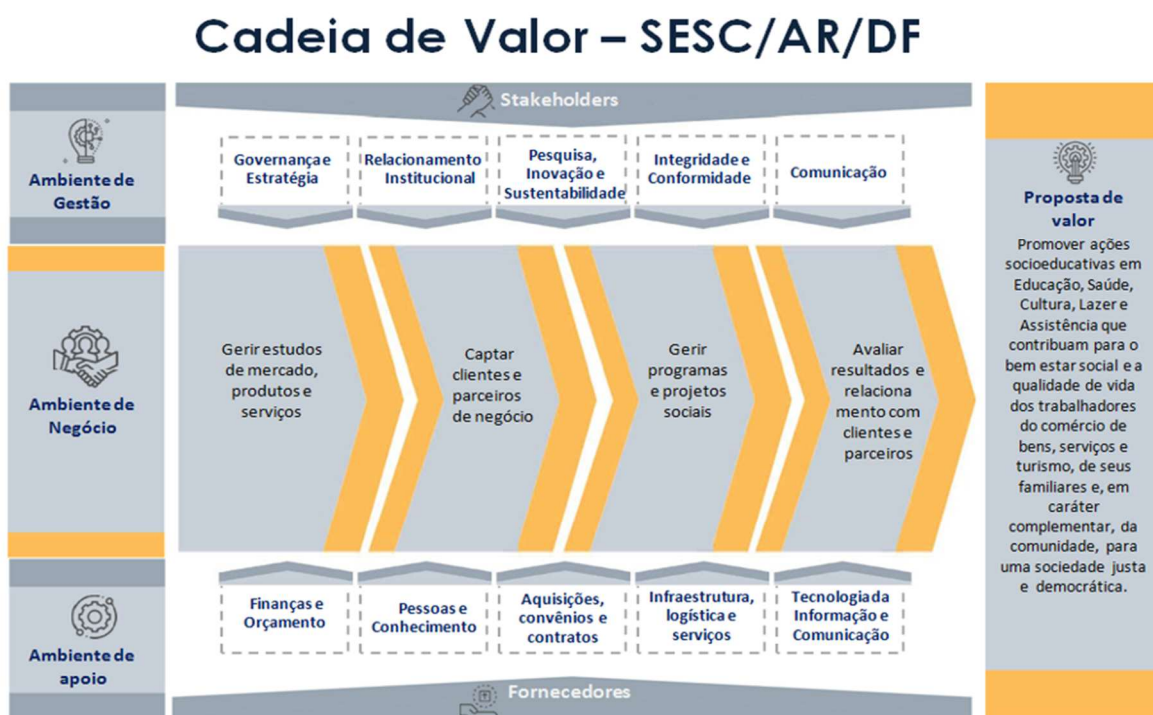 Cadeia de Valor – SESC/AR/DF
Stakeholders
Ambiente de
Gestão
Governança e
Estratégia
Relacionamento
Institucional
Pesquisa,
Inovação e
Sustentabilidade
Integridade e
Conformidade
Comunicação
Ambiente de
Negócio
Gerir estudos
de mercado,
produtos e
serviços
Captar
clientes e
parceiros
de negócio
Gerir
programas
e projetos
sociais
Avaliar
resultados e
relaciona
mento com
clientes e
parceiros
Ambiente de
apoio
Finanças e
Orçamento
Pessoas e
Conhecimento
Aquisições,
convênios e
contratos
Infraestrutura,
logística e
serviços
Tecnologia da
Informação e
Comunicação
Fornecedores
Proposta de
valor
Promover ações
socioeducativas em
Educação, Saúde,
Cultura, Lazer e
Assistência que
contribuam para o
bem estar social e a
qualidade de vida
dos trabalhadores
do comércio de
bens, serviços e
turismo, de seus
familiares e, em
caráter
complementar, da
comunidade, para
uma sociedade justa
e democrática.